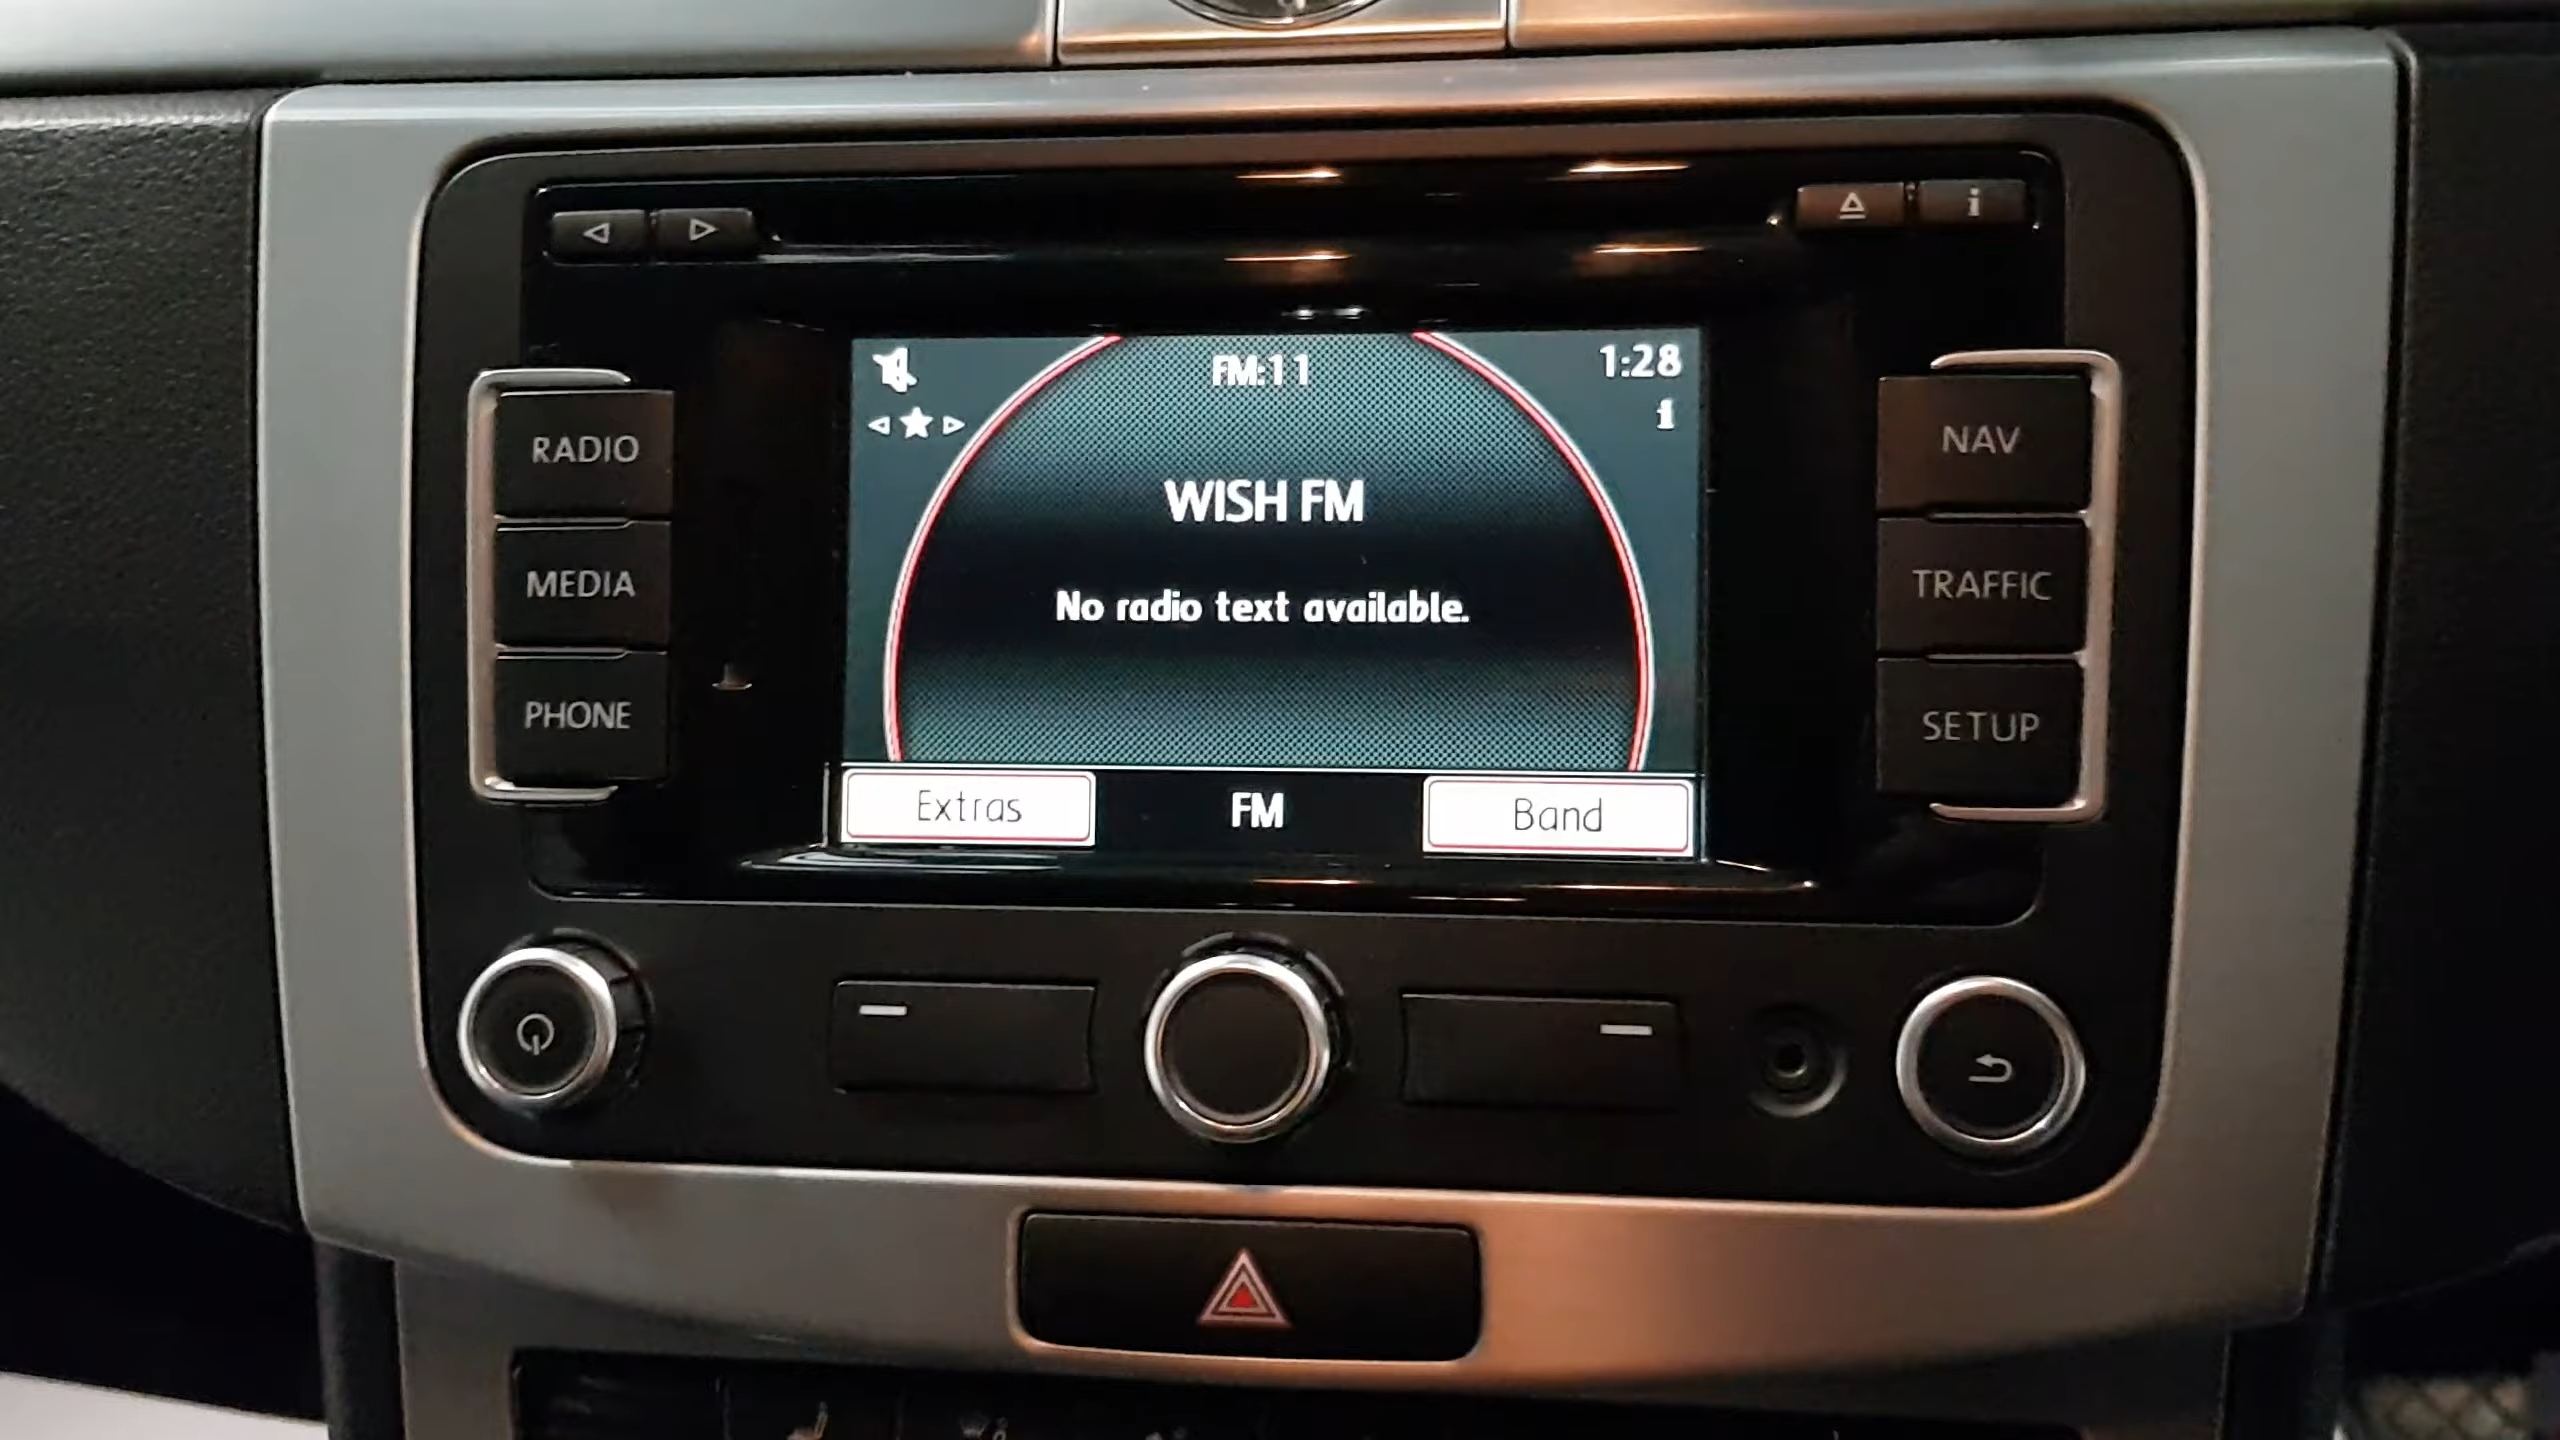 FM:11
1:28
i
i
WISH FM
No radio text available.
Extras
FM
Band
RADIO
MEDIA
PHONE
NAV
TRAFFIC
SETUP